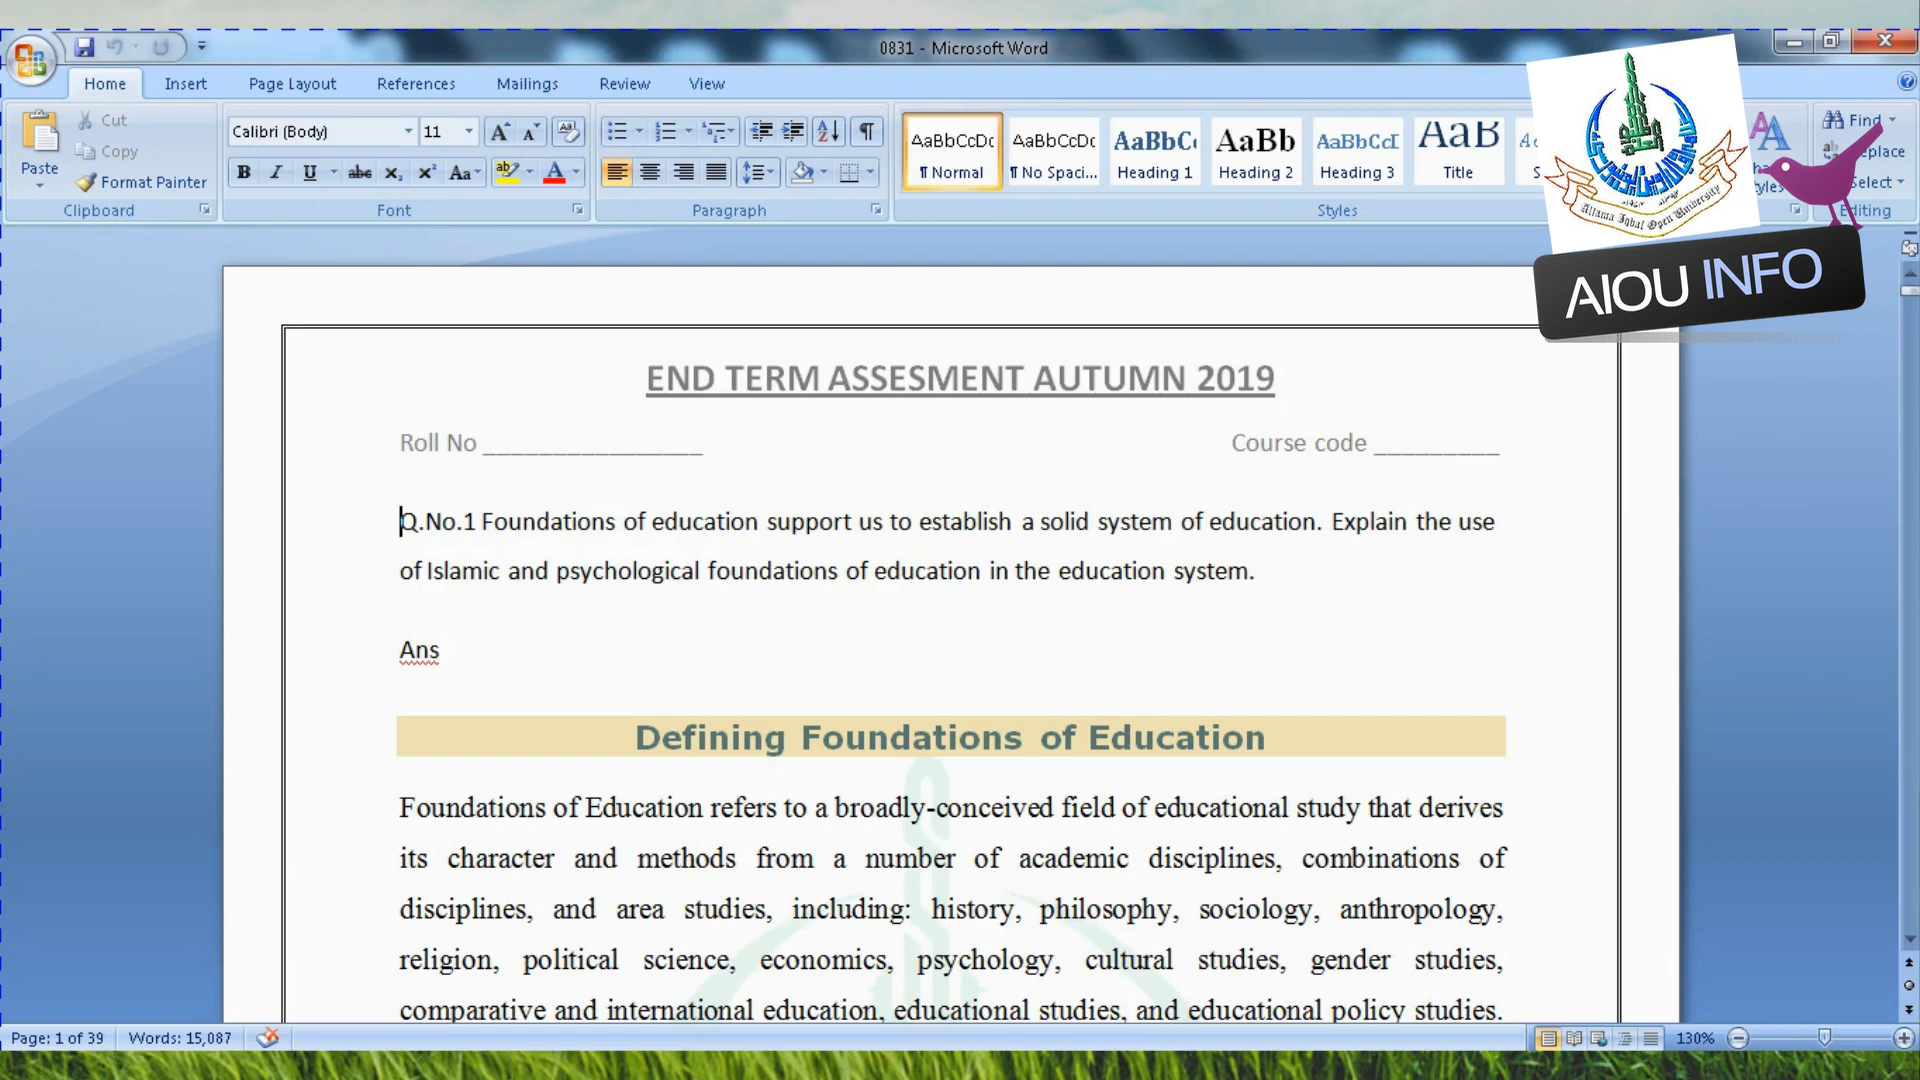 0831 - Microsoft Word
Home Insert Page Layout References Mailings Review View
Paste
Cut
Copy
Format Painter
Clipboard
Calibri (Body) 11
Font
Paragraph
AaBbCcDc AaBbCcDc AaBbC AaBb AaBbCcI AaB
¶ Normal ¶ No Spaci... Heading 1 Heading 2 Heading 3 Title
Styles
Find
Select
Editing
Allama Iqbal Open University
AIOU INFO
END TERM ASSESMENT AUTUMN 2019
Roll No ________________ Course code _________
Q.No.1 Foundations of education support us to establish a solid system of education. Explain the use
of Islamic and psychological foundations of education in the education system.
Ans
Defining Foundations of Education
Foundations of Education refers to a broadly-conceived field of educational study that derives
its character and methods from a number of academic disciplines, combinations of
disciplines, and area studies, including: history, philosophy, sociology, anthropology,
religion, political science, economics, psychology, cultural studies, gender studies,
comparative and international education, educational studies, and educational policy studies.
Page: 1 of 39 Words: 15,087 130%